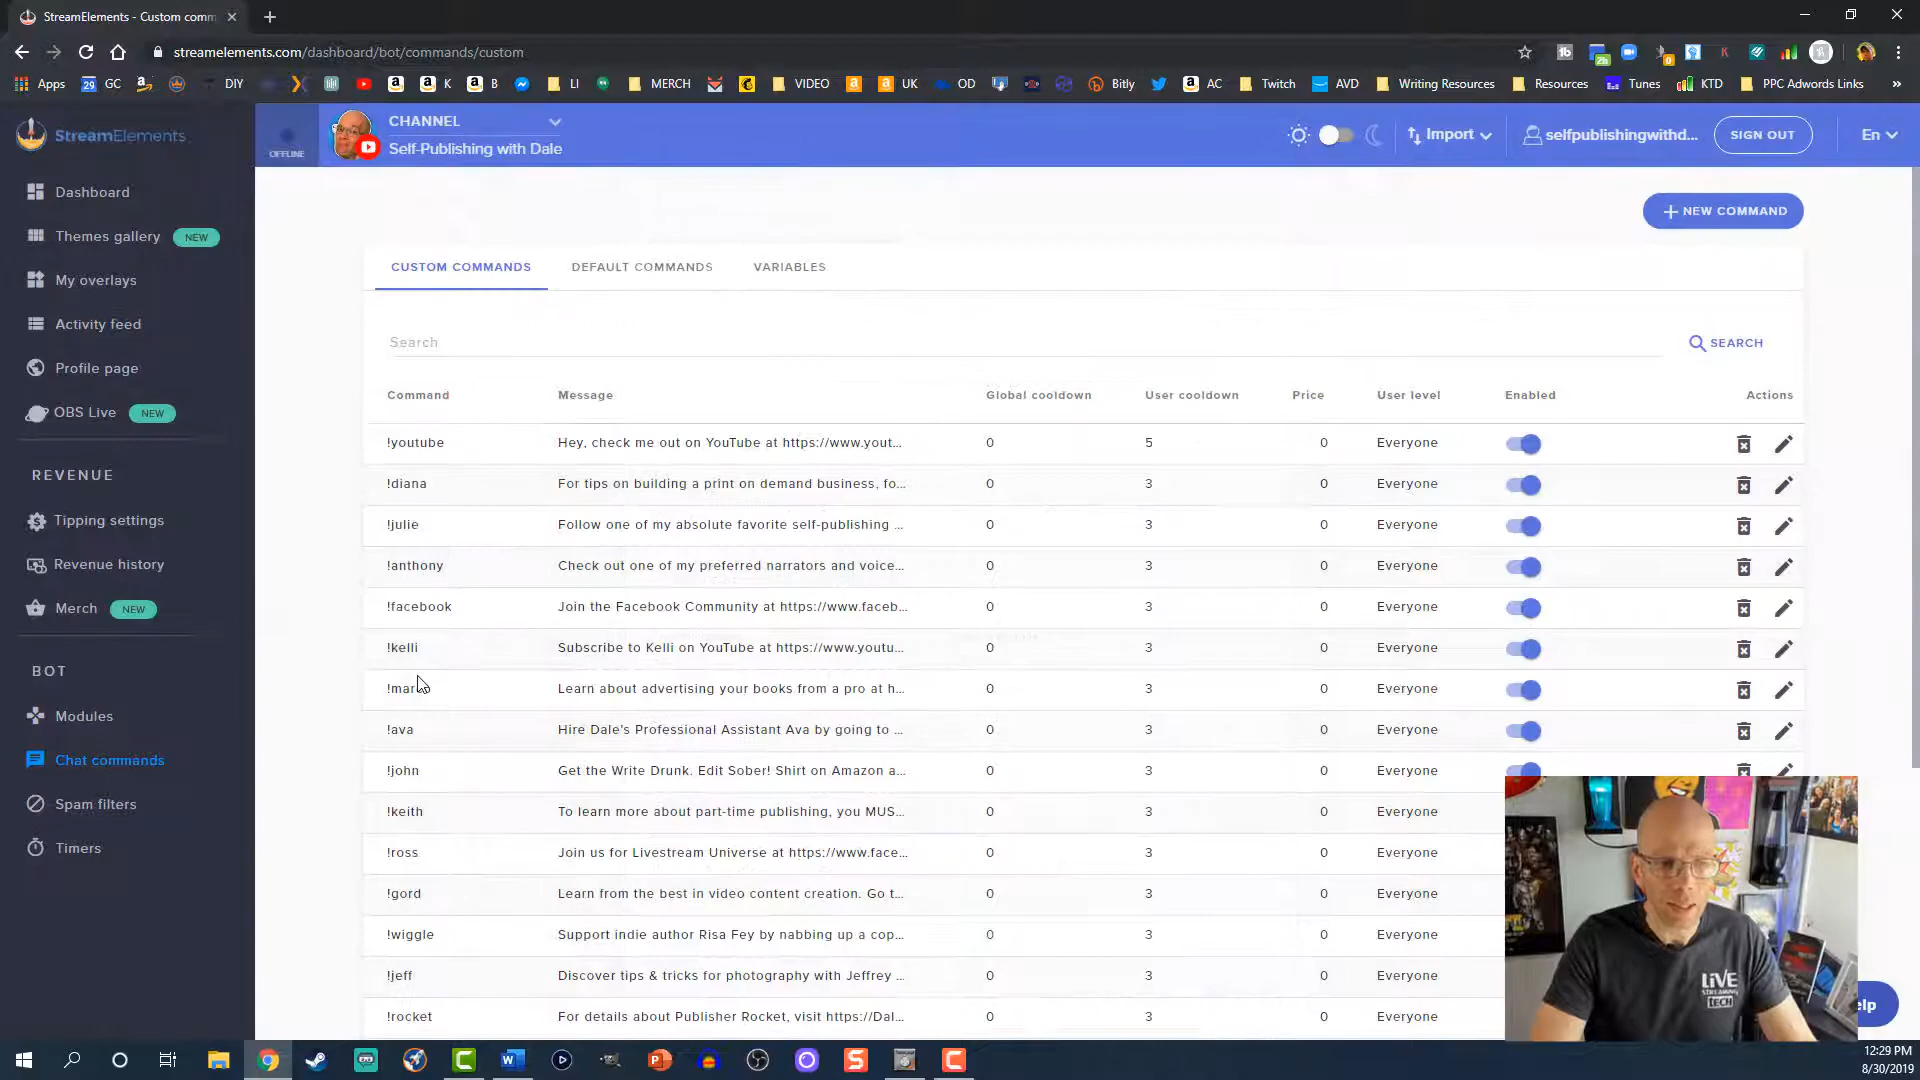 StreamElements - Custom comm
streamelements.com/dashboard/bot/commands/custom
Apps
29 GC
DIY
K
B
LI
MERCH
VIDEO
UK
OD
Bitly
AC
Twitch
AVD
Writing Resources
Resources
Tunes
KTD
PPC Adwords Links
StreamElements
OFFLINE
CHANNEL
Self-Publishing with Dale
Import
selfpublishingwithd...
SIGN OUT
En
Dashboard
Themes gallery NEW
My overlays
Activity feed
Profile page
OBS Live NEW
REVENUE
Tipping settings
Revenue history
Merch NEW
BOT
Modules
Chat commands
Spam filters
Timers
+ NEW COMMAND
CUSTOM COMMANDS DEFAULT COMMANDS VARIABLES
Search
SEARCH
Command Message Global cooldown User cooldown Price User level Enabled Actions
!youtube Hey, check me out on YouTube at https://www.yout... 0 5 0 Everyone
!diana For tips on building a print on demand business, fo... 0 3 0 Everyone
!julie Follow one of my absolute favorite self-publishing ... 0 3 0 Everyone
!anthony Check out one of my preferred narrators and voice... 0 3 0 Everyone
!facebook Join the Facebook Community at https://www.faceb... 0 3 0 Everyone
!kelli Subscribe to Kelli on YouTube at https://www.youtu... 0 3 0 Everyone
Learn about advertising your books from a pro at h... 0 3 0 Everyone
!ava Hire Dale's Professional Assistant Ava by going to ... 0 3 0 Everyone
!john Get the Write Drunk. Edit Sober! Shirt on Amazon a... 0 3 0 Everyone
!keith To learn more about part-time publishing, you MUS... 0 3 0 Everyone
!ross Join us for Livestream Universe at https://www.face... 0 3 0 Everyone
!gord Learn from the best in video content creation. Go t... 0 3 0 Everyone
!wiggle Support indie author Risa Fey by nabbing up a cop... 0 3 0 Everyone
!jeff Discover tips & tricks for photography with Jeffrey ... 0 3 0 Everyone
!rocket For details about Publisher Rocket, visit https://Dal... 0 3 0 Everyone
LIVE
STREAMING
TECH
elp
12:29 PM
8/30/2019